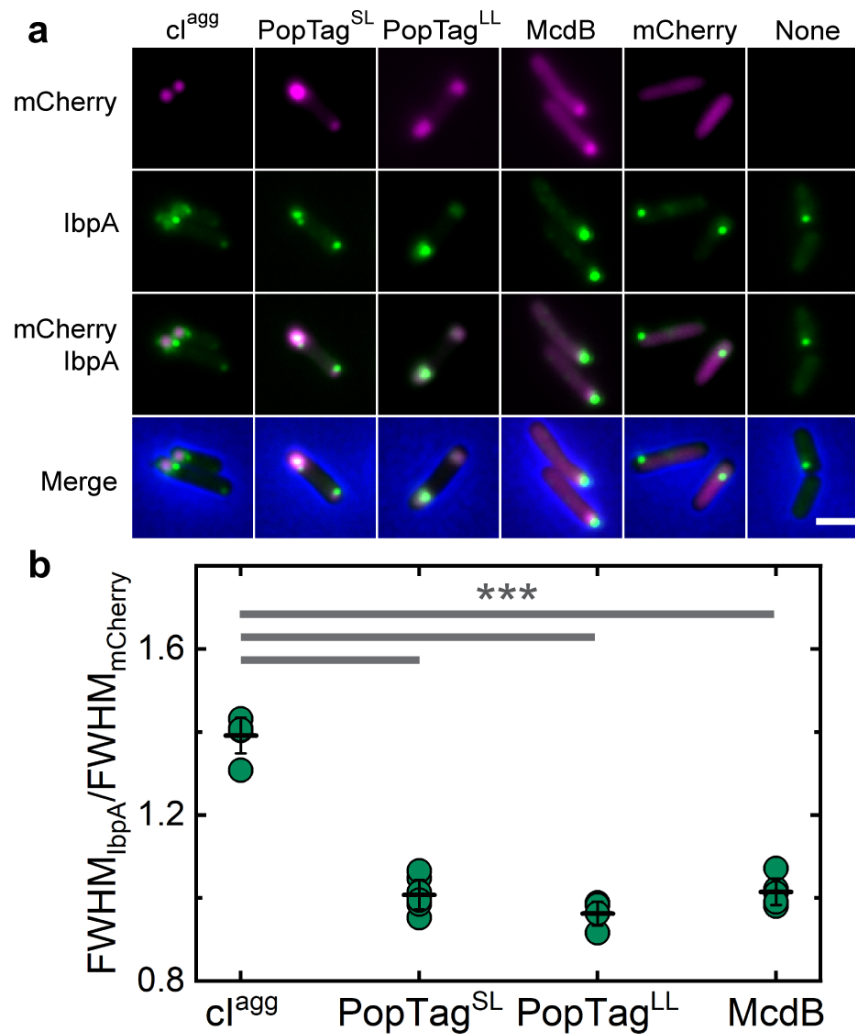 a
cI^agg PopTag^SL PopTag^LL McdB mCherry None
mCherry
IbpA
mCherry
IbpA
Merge
b
***
FWHM_IbpA/FWHM_mCherry
1.6
1.2
0.8
cI^agg PopTag^SL PopTag^LL McdB